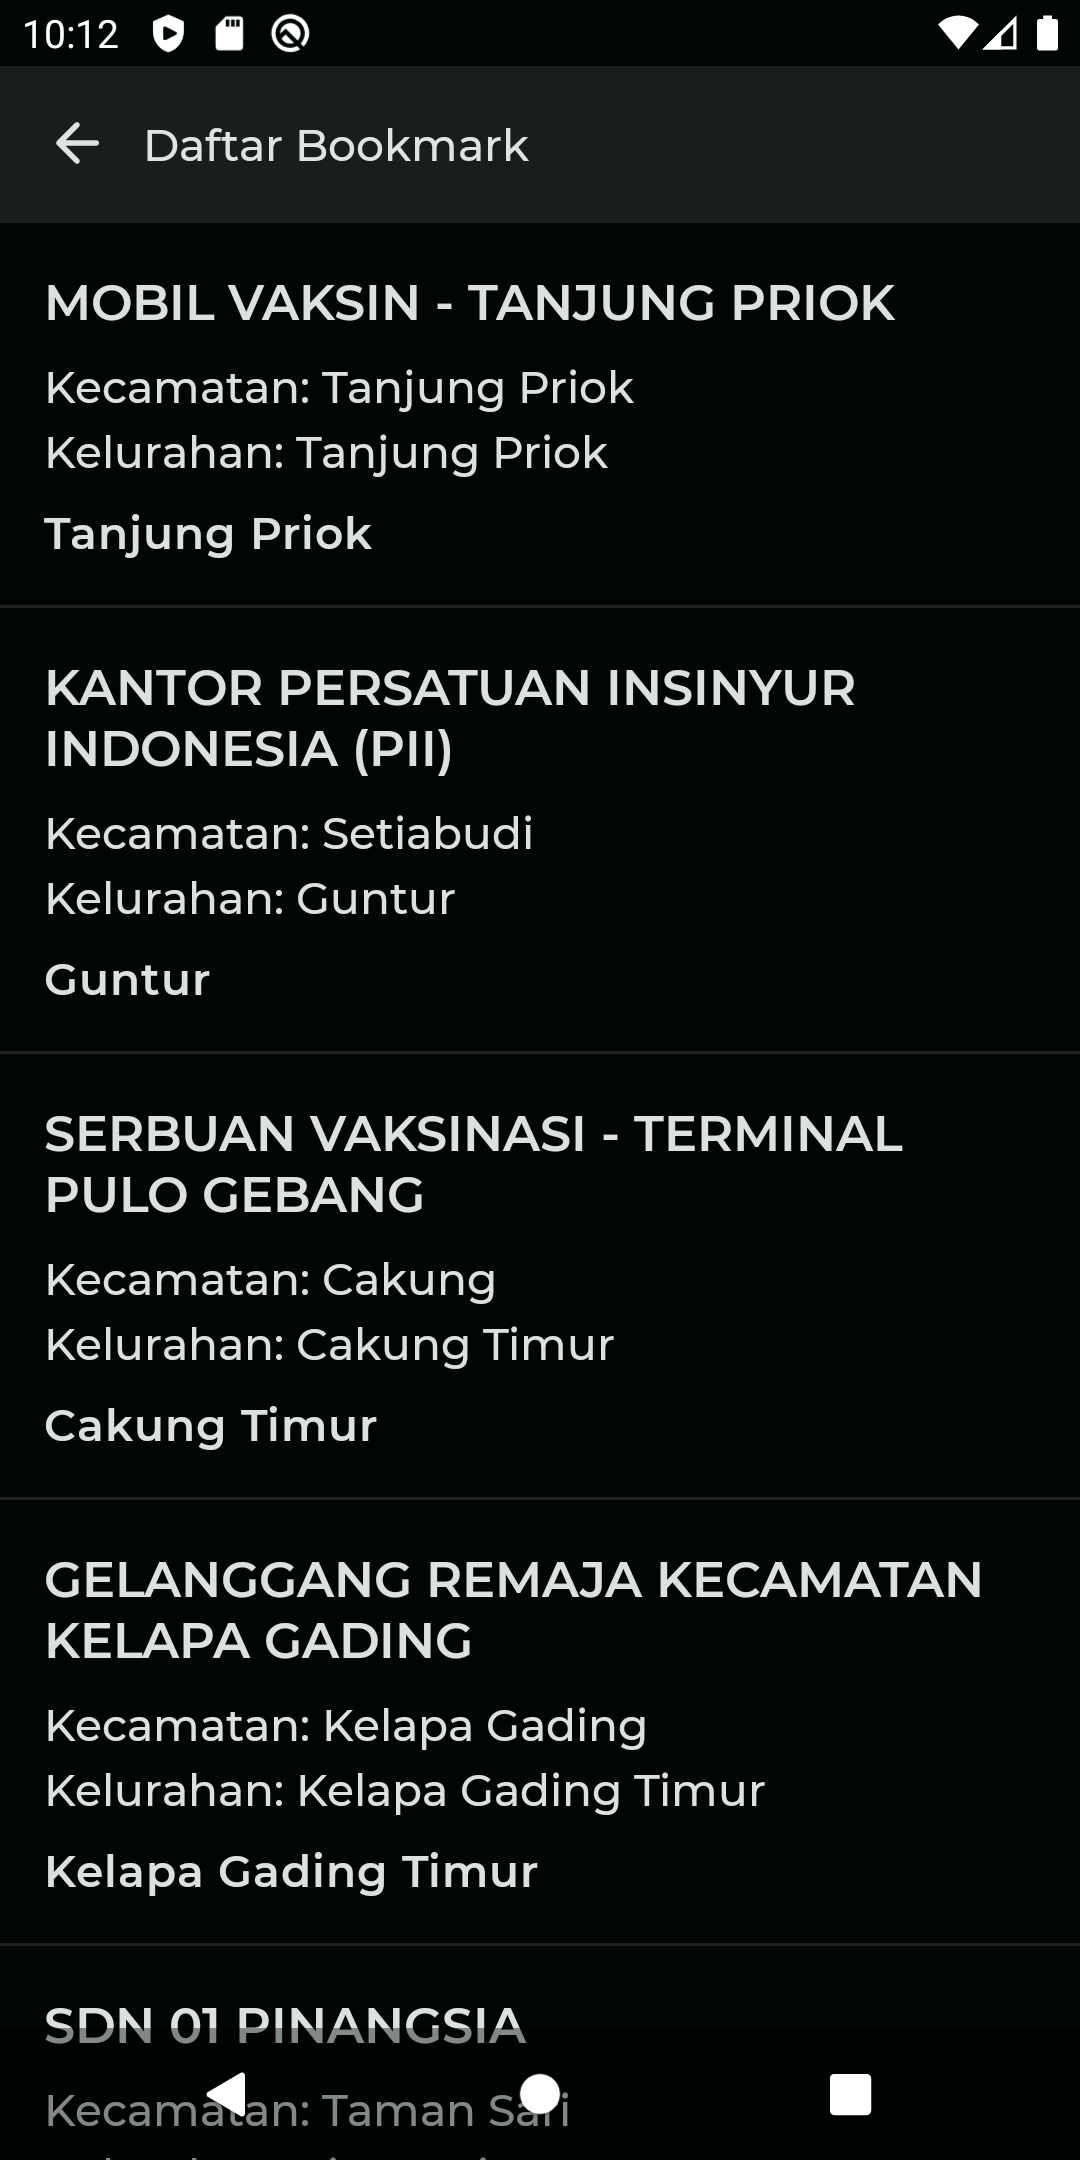 10:12
Daftar Bookmark
MOBIL VAKSIN - TANJUNG PRIOK
Kecamatan: Tanjung Priok
Kelurahan: Tanjung Priok
Tanjung Priok
KANTOR PERSATUAN INSINYUR
INDONESIA (PII)
Kecamatan: Setiabudi
Kelurahan: Guntur
Guntur
SERBUAN VAKSINASI - TERMINAL
PULO GEBANG
Kecamatan: Cakung
Kelurahan: Cakung Timur
Cakung Timur
GELANGGANG REMAJA KECAMATAN
KELAPA GADING
Kecamatan: Kelapa Gading
Kelurahan: Kelapa Gading Timur
Kelapa Gading Timur
SDN 01 PINANGSIA
Kecamatan: Taman Sari